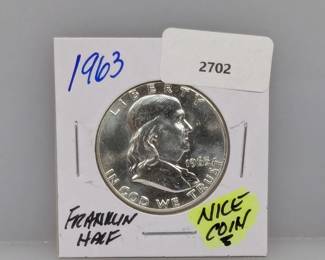 1963
2702
LIBERTY
1963
IN GOD WE TRUST
FRANKLIN
HALF
NICE
COIN